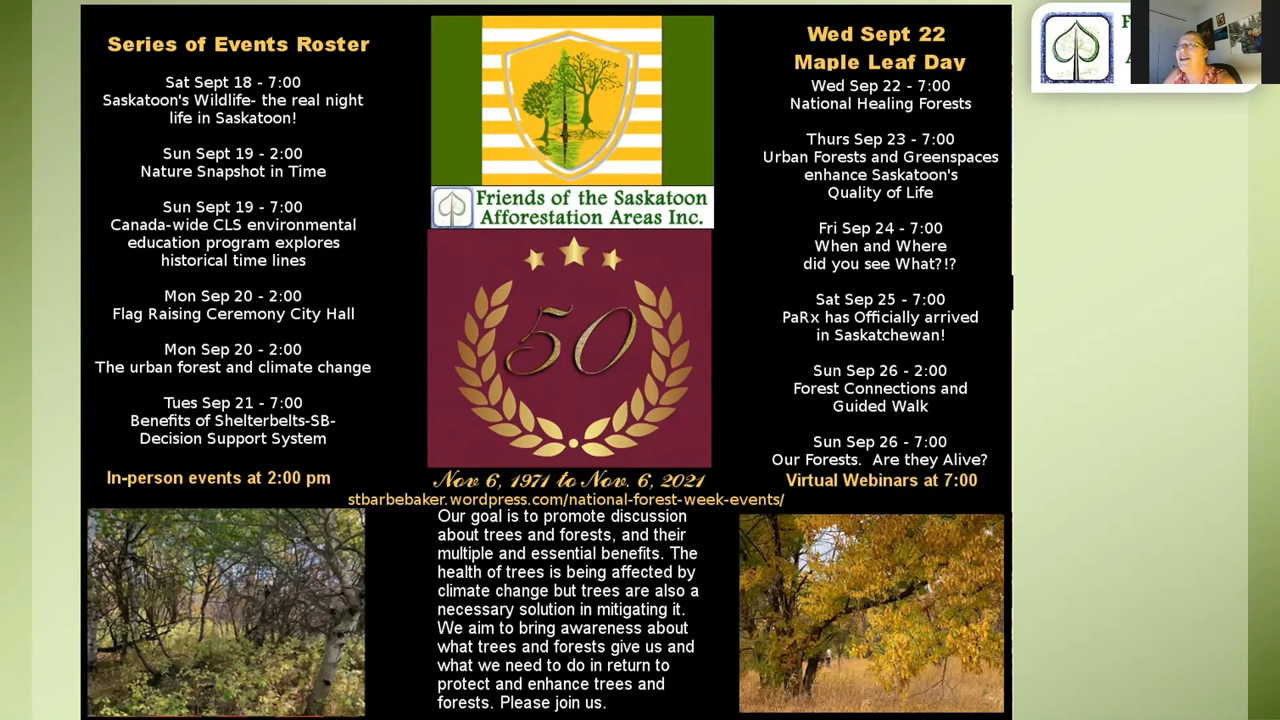 Series of Events Roster
Sat Sept 18 - 7:00
Saskatoon's Wildlife- the real night
life in Saskatoon!
Sun Sept 19 - 2:00
Nature Snapshot in Time
Sun Sept 19 - 7:00
Canada-wide CLS environmental
education program explores
historical time lines
Mon Sep 20 - 2:00
Flag Raising Ceremony City Hall
Mon Sep 20 - 2:00
The urban forest and climate change
Tues Sep 21 - 7:00
Benefits of Shelterbelts-SB-
Decision Support System
In-person events at 2:00 pm
Friends of the Saskatoon
Afforestation Areas Inc.
50
Nov 6, 1971 to Nov. 6, 2021
stbarbebaker.wordpress.com/national-forest-week-events/
Our goal is to promote discussion
about trees and forests, and their
multiple and essential benefits. The
health of trees is being affected by
climate change but trees are also a
necessary solution in mitigating it.
We aim to bring awareness about
what trees and forests give us and
what we need to do in return to
protect and enhance trees and
forests. Please join us.
Wed Sept 22
Maple Leaf Day
Wed Sep 22 - 7:00
National Healing Forests
Thurs Sep 23 - 7:00
Urban Forests and Greenspaces
enhance Saskatoon's
Quality of Life
Fri Sep 24 - 7:00
When and Where
did you see What?!?
Sat Sep 25 - 7:00
PaRx has Officially arrived
in Saskatchewan!
Sun Sep 26 - 2:00
Forest Connections and
Guided Walk
Sun Sep 26 - 7:00
Our Forests.  Are they Alive?
Virtual Webinars at 7:00